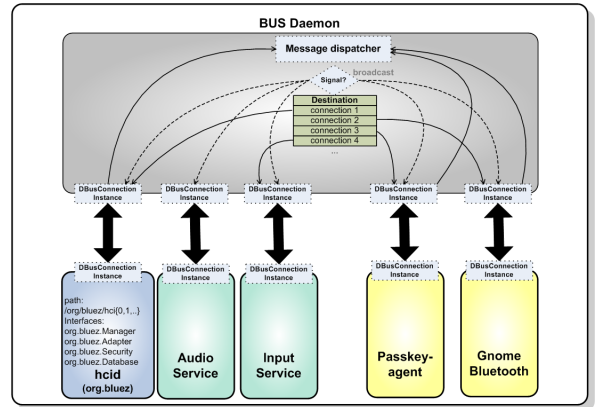 BUS Daemon
Message dispatcher
Signal?
broadcast
Destination
connection 1
connection 2
connection 3
connection 4
...
DBusConnection
Instance
DBusConnection
Instance
DBusConnection
Instance
DBusConnection
Instance
DBusConnection
Instance
DBusConnection
Instance
DBusConnection
Instance
DBusConnection
Instance
DBusConnection
Instance
DBusConnection
Instance
path:
/org/bluez/hci{0,1,..}
Interfaces:
org.bluez.Manager
org.bluez.Adapter
org.bluez.Security
org.bluez.Database
hcid
(org.bluez)
Audio
Service
Input
Service
Passkey-
agent
Gnome
Bluetooth